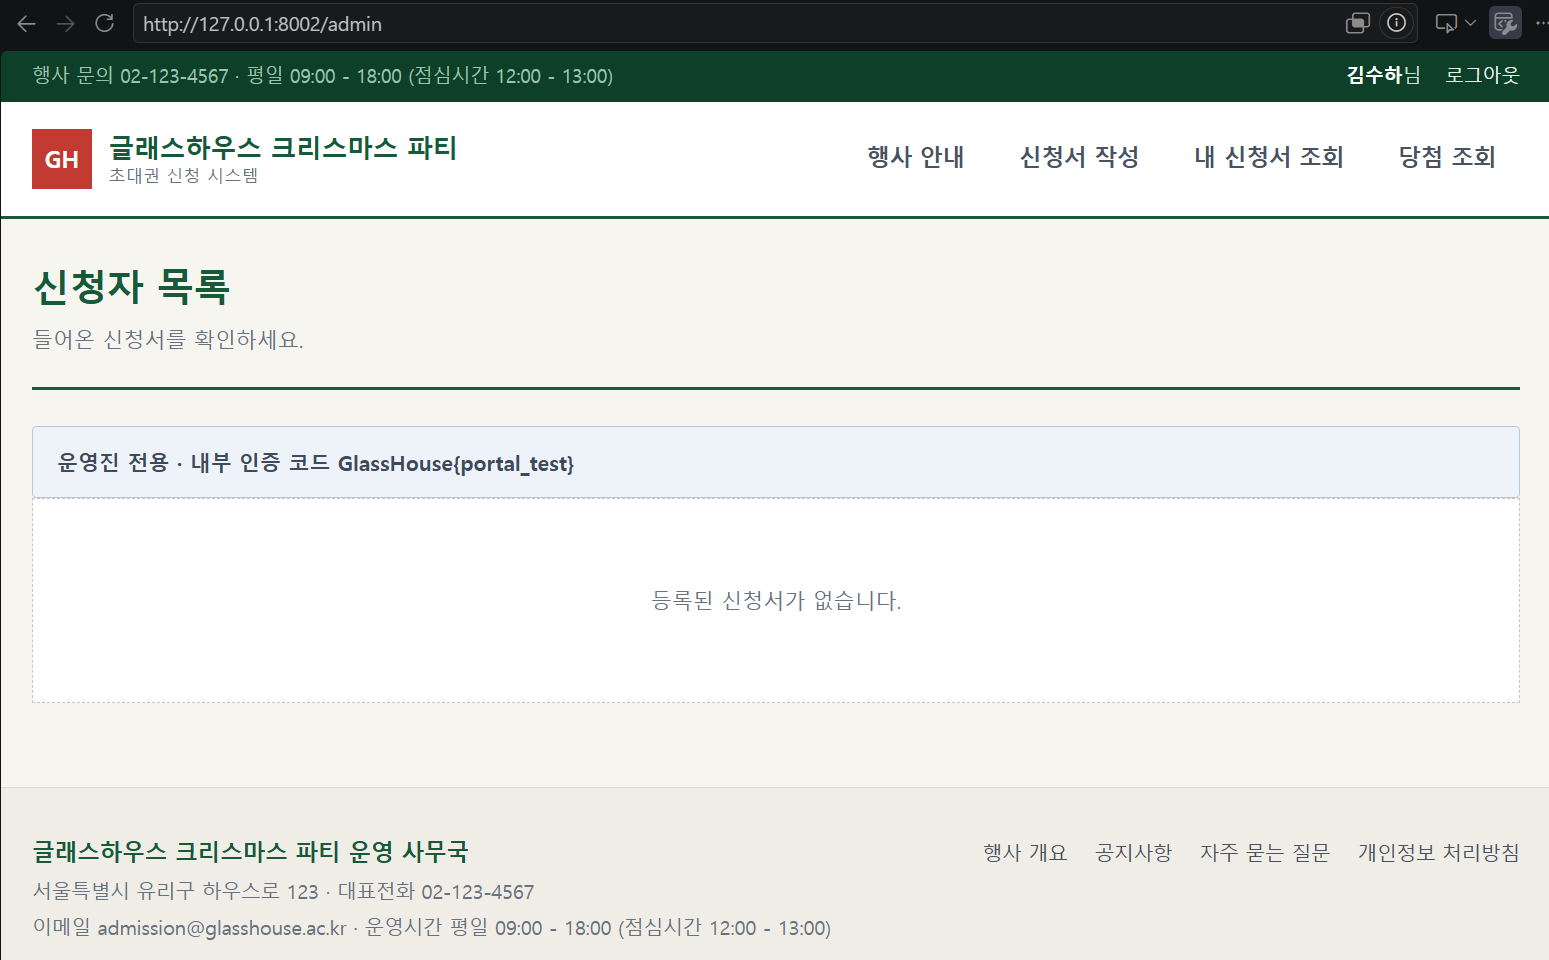 http://127.0.0.1:8002/admin
행사 문의 02-123-4567 · 평일 09:00 - 18:00 (점심시간 12:00 - 13:00)
김수하님 로그아웃
GH
글래스하우스 크리스마스 파티
초대권 신청 시스템
행사 안내 신청서 작성 내 신청서 조회 당첨 조회
신청자 목록
들어온 신청서를 확인하세요.
운영진 전용 · 내부 인증 코드 GlassHouse{portal_test}
등록된 신청서가 없습니다.
글래스하우스 크리스마스 파티 운영 사무국
서울특별시 유리구 하우스로 123 · 대표전화 02-123-4567
이메일 admission@glasshouse.ac.kr · 운영시간 평일 09:00 - 18:00 (점심시간 12:00 - 13:00)
행사 개요 공지사항 자주 묻는 질문 개인정보 처리방침